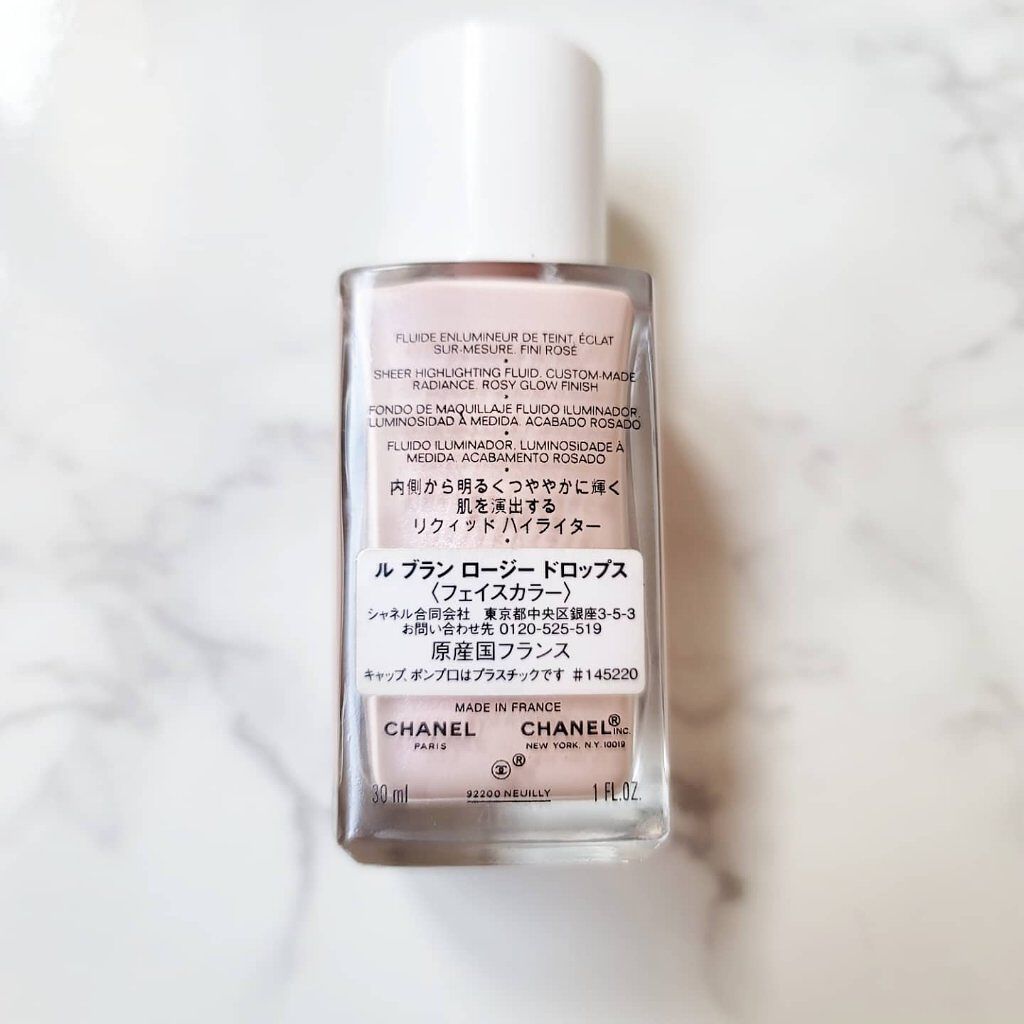 FLUIDE ENLUMINEUR DE TEINT. ÉCLAT
SUR-MESURE. FINI ROSÉ
•
SHEER HIGHLIGHTING FLUID. CUSTOM-MADE
RADIANCE. ROSY GLOW FINISH
•
FONDO DE MAQUILLAJE FLUIDO ILUMINADOR.
LUMINOSIDAD A MEDIDA. ACABADO ROSADO
•
FLUIDO ILUMINADOR. LUMINOSIDADE À
MEDIDA. ACABAMENTO ROSADO
•
内側から明るくつややかに輝く
肌を演出する
リクィッド ハイライター
•
ル ブラン ロージー ドロップス
〈フェイスカラー〉
シャネル合同会社 東京都中央区銀座3-5-3
お問い合わせ先 0120-525-519
原産国フランス
キャップ、ポンプ口はプラスチックです #145220
MADE IN FRANCE
CHANEL CHANEL® INC.
PARIS NEW YORK, N.Y. 10019
®
30 ml 92200 NEUILLY 1 FL.OZ.